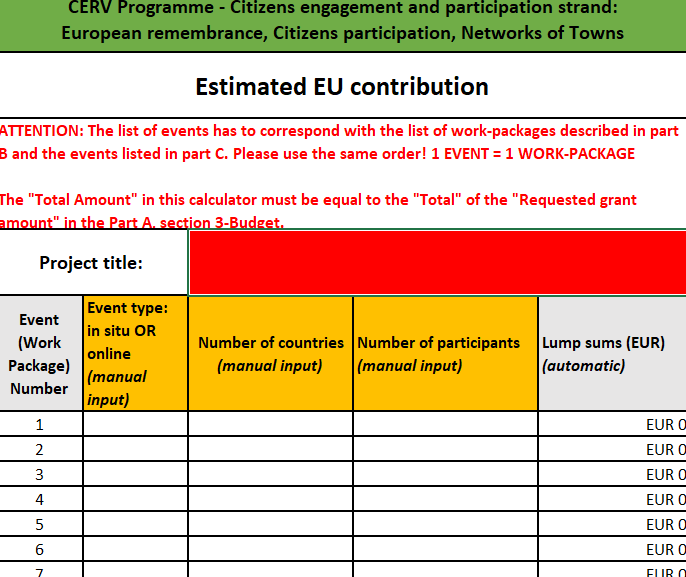 CERV Programme - Citizens engagement and participation strand:
European remembrance, Citizens participation, Networks of Towns
Estimated EU contribution
ATTENTION: The list of events has to correspond with the list of work-packages described in part
B and the events listed in part C. Please use the same order! 1 EVENT = 1 WORK-PACKAGE
The "Total Amount" in this calculator must be equal to the "Total" of the "Requested grant
amount" in the Part A, section 3-Budget.
Project title:
Event
(Work
Package)
Number
Event type:
in situ OR
online
(manual
input)
Number of countries
(manual input)
Number of participants
(manual input)
Lump sums (EUR)
(automatic)
1 EUR 0
2 EUR 0
3 EUR 0
4 EUR 0
5 EUR 0
6 EUR 0
7 EUR 0